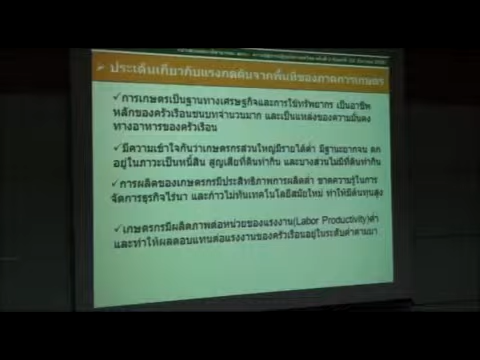 ประเด็นเกี่ยวกับแรงกดดันจากพื้นที่ของภาคการเกษตร
✓การเกษตรเป็นฐานทางเศรษฐกิจและการใช้ทรัพยากร เป็นอาชีพ
หลักของครัวเรือนชนบทจำนวนมาก และเป็นแหล่งของความมั่นคง
ทางอาหารของครัวเรือน
✓มีความเข้าใจกันว่าเกษตรกรส่วนใหญ่มีรายได้ต่ำ มีฐานะยากจน ตก
อยู่ในภาวะเป็นหนี้สิน สูญเสียที่ดินทำกิน และบางส่วนไม่มีที่ดินทำกิน
✓การผลิตของเกษตรกรมีประสิทธิภาพการผลิตต่ำ ขาดความรู้ในการ
จัดการธุรกิจไร่นา และก้าวไม่ทันเทคโนโลยีสมัยใหม่ ทำให้มีต้นทุนสูง
✓เกษตรกรมีผลิตภาพต่อหน่วยของแรงงาน(Labor Productivity)ต่ำ
และทำให้ผลตอบแทนต่อแรงงานของครัวเรือนอยู่ในระดับต่ำตามมา